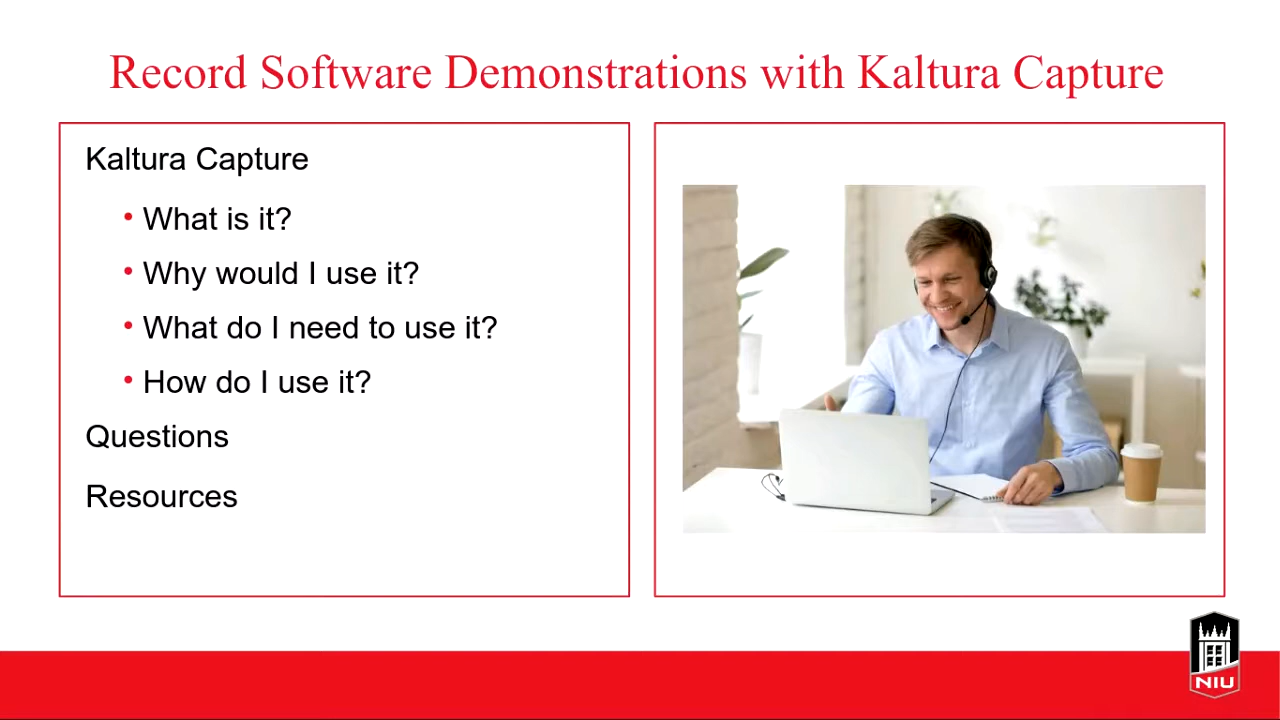 Record Software Demonstrations with Kaltura Capture
Kaltura Capture
• What is it?
• Why would I use it?
• What do I need to use it?
• How do I use it?
Questions
Resources
NIU